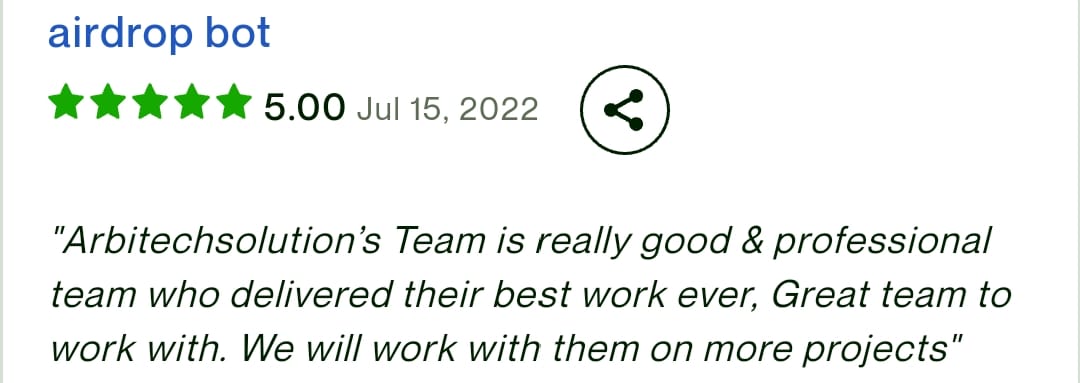 airdrop bot
5.00 Jul 15, 2022
"Arbitechsolution’s Team is really good & professional
team who delivered their best work ever, Great team to
work with. We will work with them on more projects"